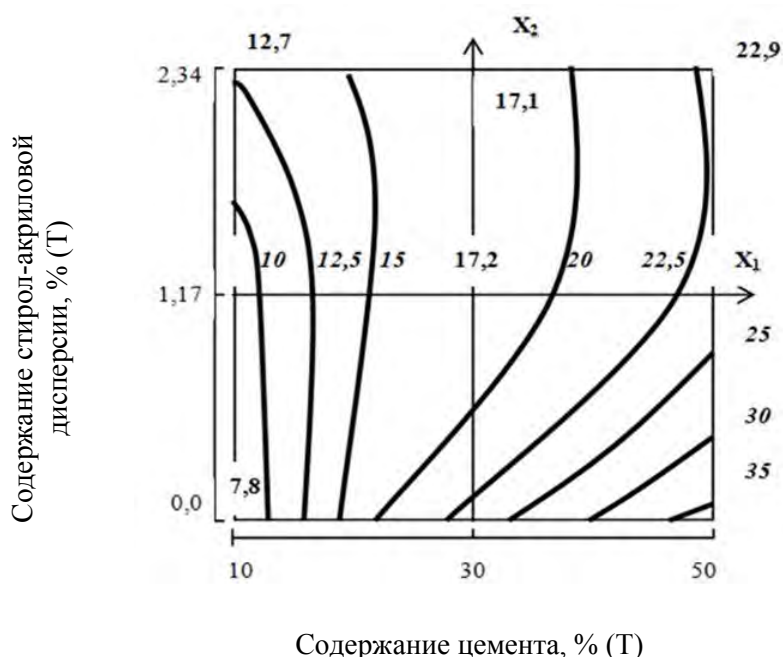 12,7
X₂
22,9
2,34
17,1
Содержание стирол-акриловой
дисперсии, % (Т)
10 12,5 15 17,2 20 22,5 X₁
1,17
25
30
35
7,8
0,0
10 30 50
Содержание цемента, % (Т)